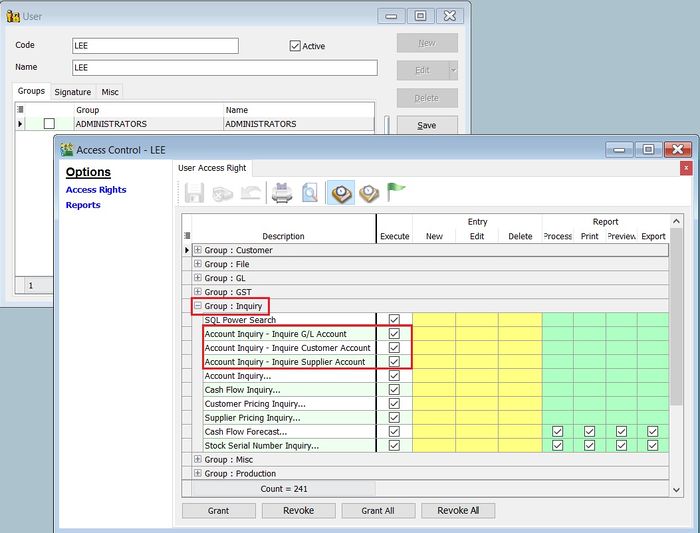 User
Code
LEE
Active
New
Name
LEE
Edit
Groups
Signature
Misc
Delete
Group
Name
ADMINISTRATORS
ADMINISTRATORS
Save
1
Access Control - LEE
Options
Access Rights
Reports
User Access Right
x
Entry
Report
Description
Execute
New
Edit
Delete
Process
Print
Preview
Export
Group : Customer
Group : File
Group : GL
Group : GST
Group : Inquiry
SQL Power Search
Account Inquiry - Inquire G/L Account
Account Inquiry - Inquire Customer Account
Account Inquiry - Inquire Supplier Account
Account Inquiry...
Cash Flow Inquiry...
Customer Pricing Inquiry...
Supplier Pricing Inquiry...
Cash Flow Forecast...
Stock Serial Number Inquiry...
Group : Misc
Group : Production
Count = 241
Grant
Revoke
Grant All
Revoke All